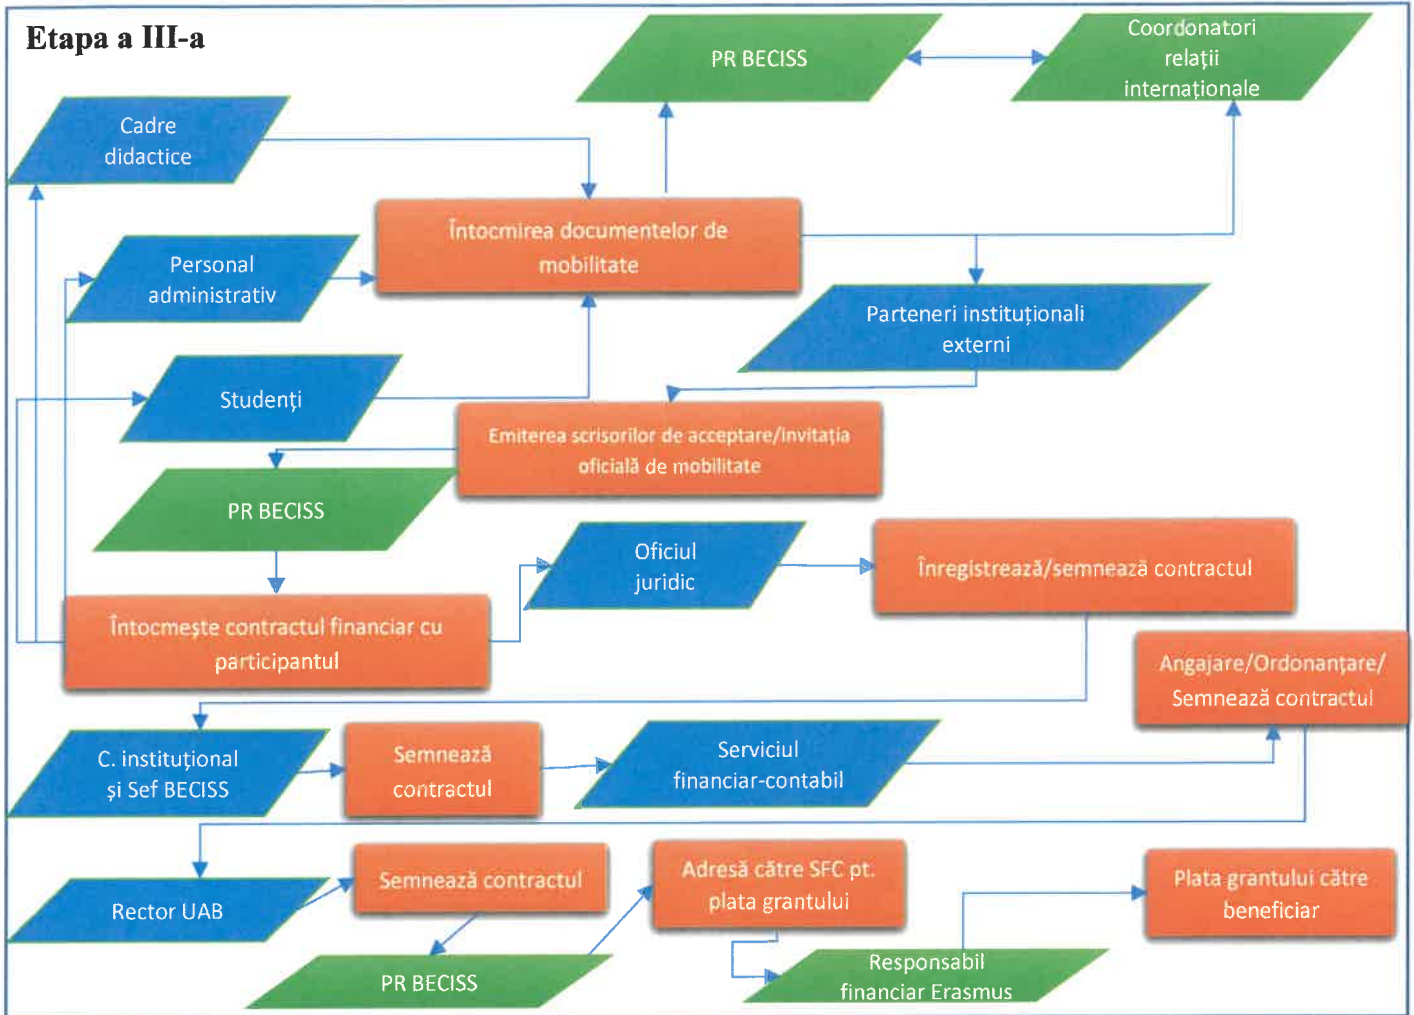 Etapa a III-a
PR BECISS
Coordonatori
relații
internaționale
Cadre
didactice
Întocmirea documentelor de
mobilitate
Personal
administrativ
Parteneri instituționali
externi
Studenți
Emiterea scrisorilor de acceptare/invitația
oficială de mobilitate
PR BECISS
Oficiul
juridic
Înregistrează/semnează contractul
Întocmește contractul financiar cu
participantul
Angajare/Ordonanțare/
Semnează contractul
C. instituțional
și Sef BECISS
Semnează
contractul
Serviciul
financiar-contabil
Rector UAB
Semnează contractul
Adresă către SFC pt.
plata grantului
Plata grantului către
beneficiar
PR BECISS
Responsabil
financiar Erasmus